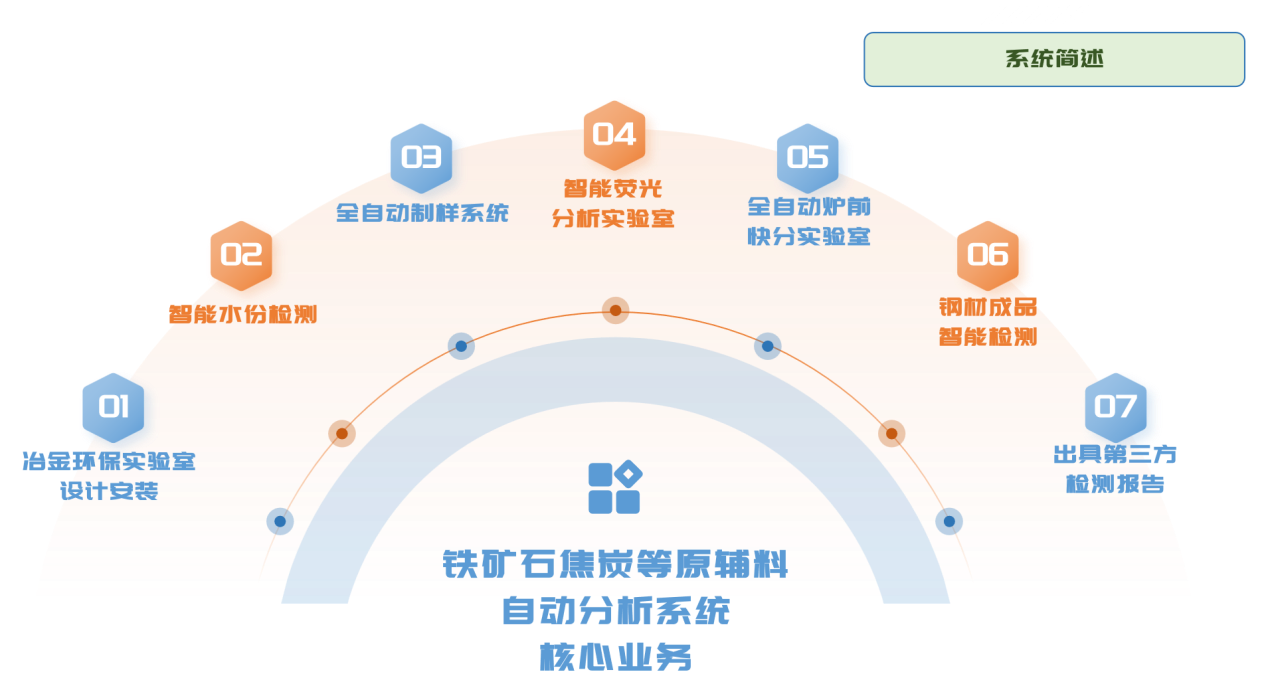 系统简述
01
冶金环保实验室
设计安装
02
智能水份检测
03
全自动制样系统
04
智能荧光
分析实验室
05
全自动炉前
快分实验室
06
钢材成品
智能检测
07
出具第三方
检测报告
铁矿石焦炭等原辅料
自动分析系统
核心业务